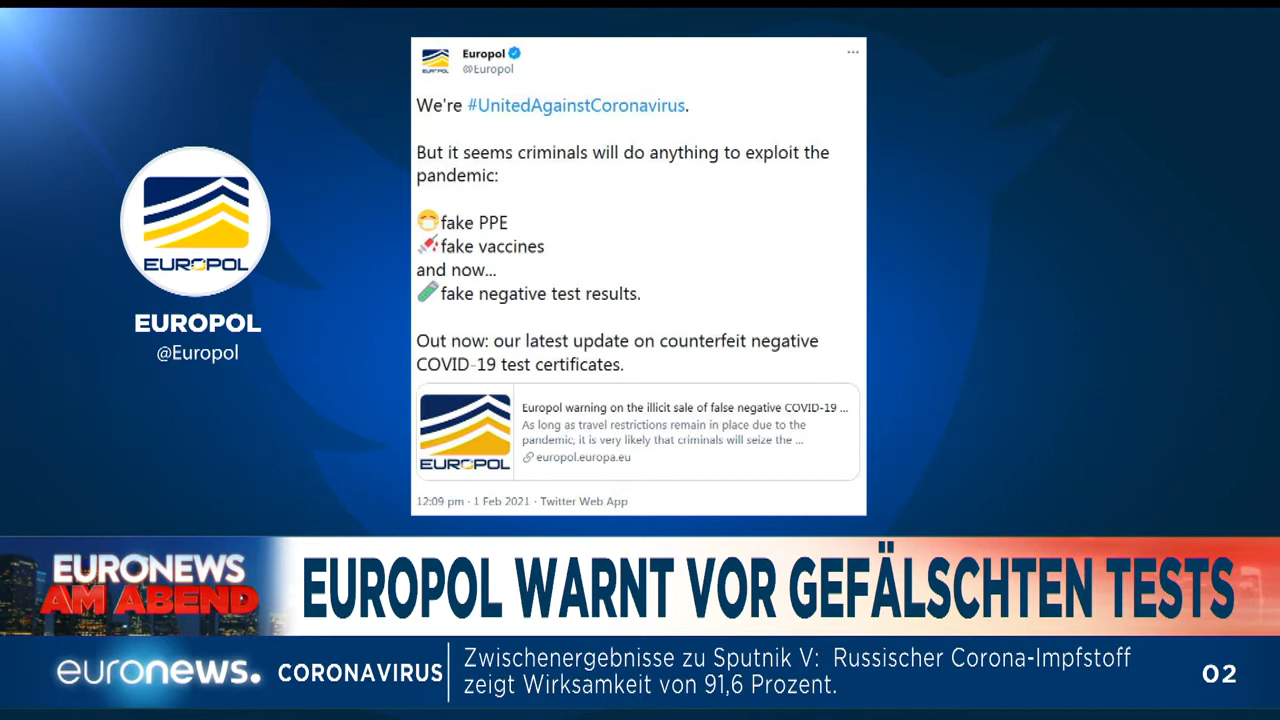 Europol
@Europol
We're #UnitedAgainstCoronavirus.
But it seems criminals will do anything to exploit the
pandemic:
fake PPE
fake vaccines
and now...
fake negative test results.
Out now: our latest update on counterfeit negative
COVID-19 test certificates.
EUROPOL
Europol warning on the illicit sale of false negative COVID-19 ...
As long as travel restrictions remain in place due to the
pandemic, it is very likely that criminals will seize the ...
europol.europa.eu
12:09 pm · 1 Feb 2021 · Twitter Web App
EUROPOL
EUROPOL
EUROPOL
@Europol
EURONEWS
AM ABEND
EUROPOL WARNT VOR GEFÄLSCHTEN TESTS
euronews.
CORONAVIRUS
Zwischenergebnisse zu Sputnik V: Russischer Corona-Impfstoff
zeigt Wirksamkeit von 91,6 Prozent.
02